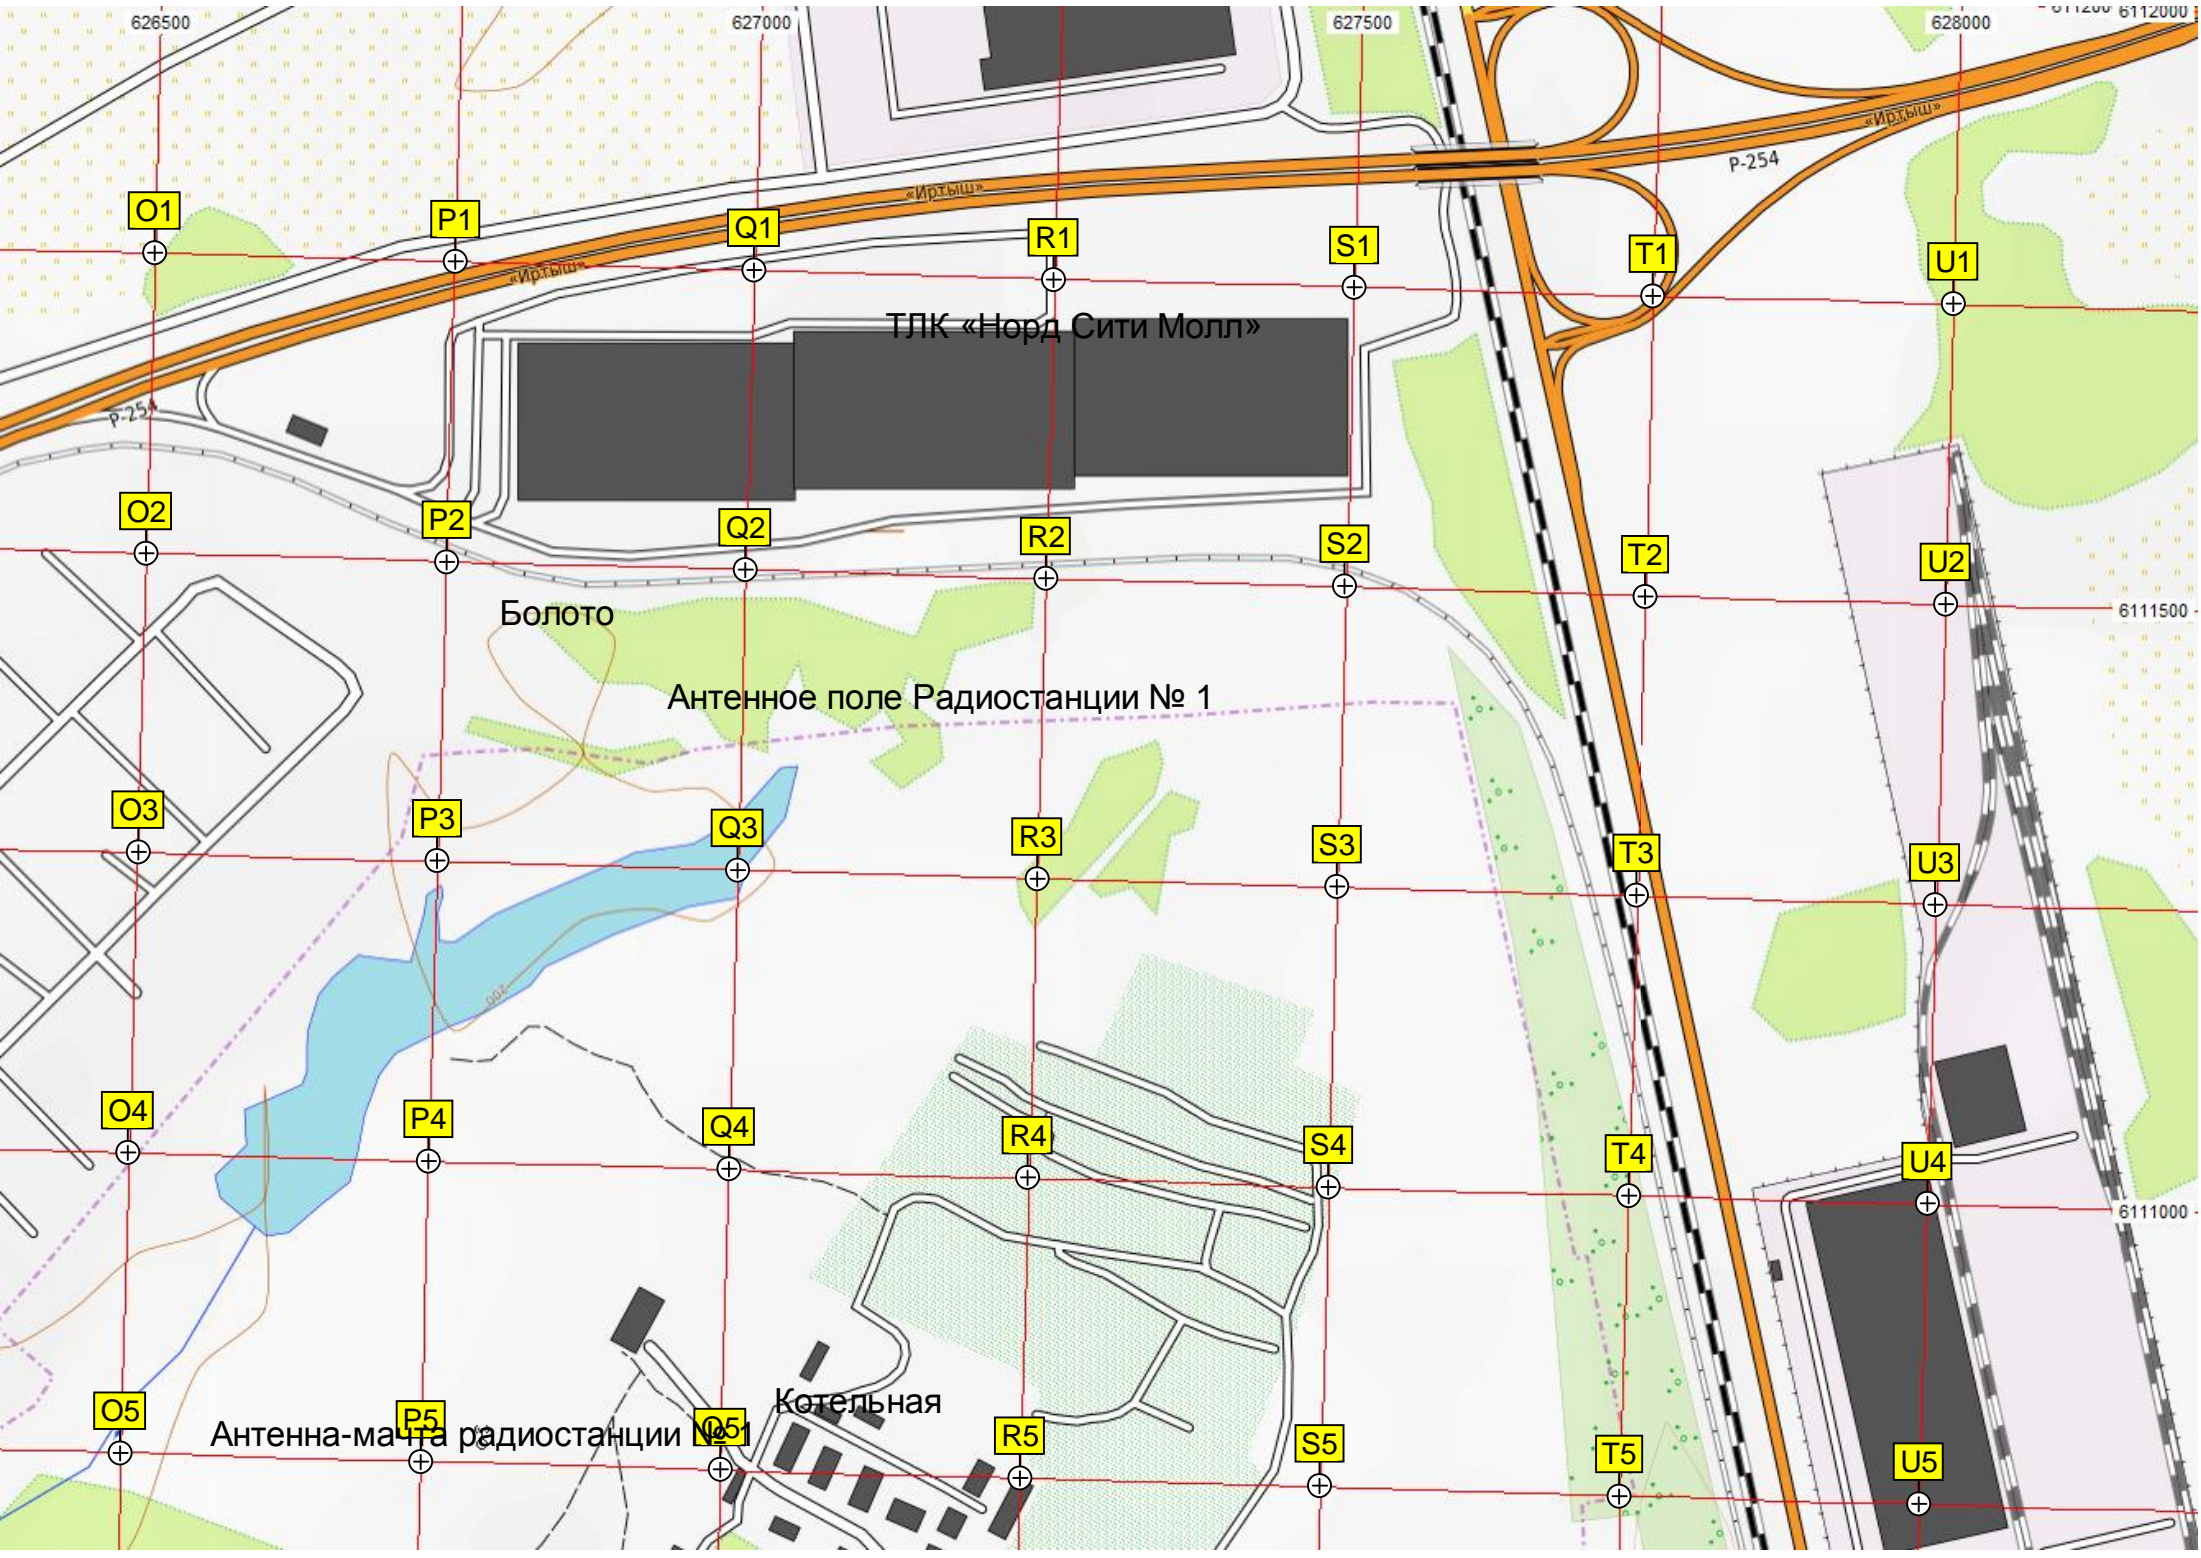 626500
627000
627500
628000
6112000
«Иртыш»
Р-254
«Иртыш»
O1
P1
Q1
R1
S1
T1
U1
«Иртыш»
ТЛК «Норд Сити Молл»
Р-254
O2
P2
Q2
R2
S2
T2
U2
6111500
Болото
Антенное поле Радиостанции № 1
O3
P3
Q3
R3
S3
T3
U3
200
O4
P4
Q4
R4
S4
T4
U4
6111000
Котельная
O5
P5
Q5
R5
S5
T5
U5
Антенна-мачта радиостанции № 1